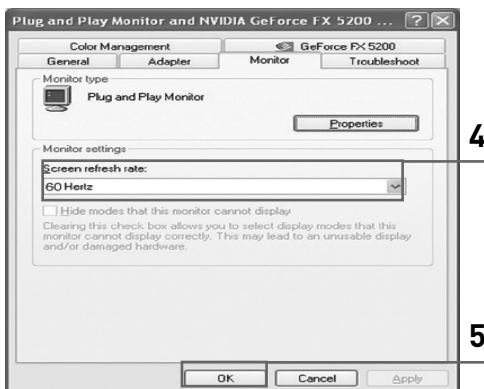 Plug and Play Monitor and NVIDIA GeForce FX 5200 ...
Color Management
GeForce FX 5200
General
Adapter
Monitor
Troubleshoot
Monitor type
Plug and Play Monitor
Properties
4
Monitor settings
Screen refresh rate:
60 Hertz
Hide modes that this monitor cannot display
Clearing this check box allows you to select display modes that this
monitor cannot display correctly. This may lead to an unusable display
and/or damaged hardware.
5
OK
Cancel
Apply